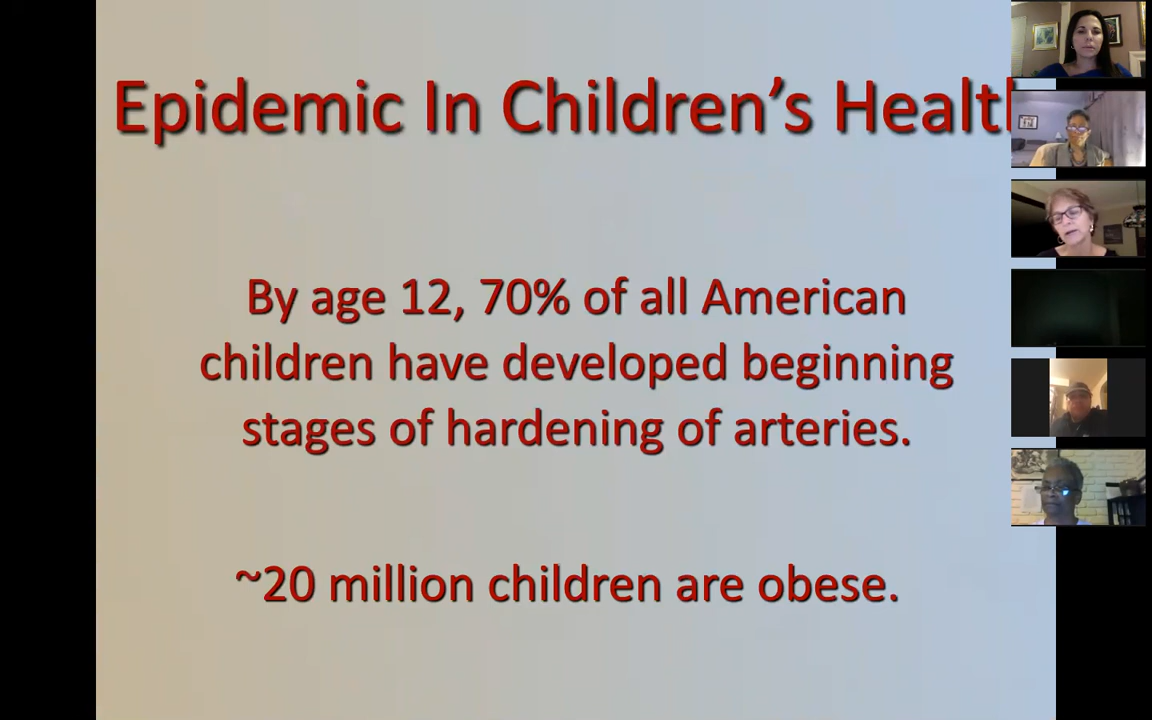 Epidemic In Children's Health
By age 12, 70% of all American
children have developed beginning
stages of hardening of arteries.
~20 million children are obese.